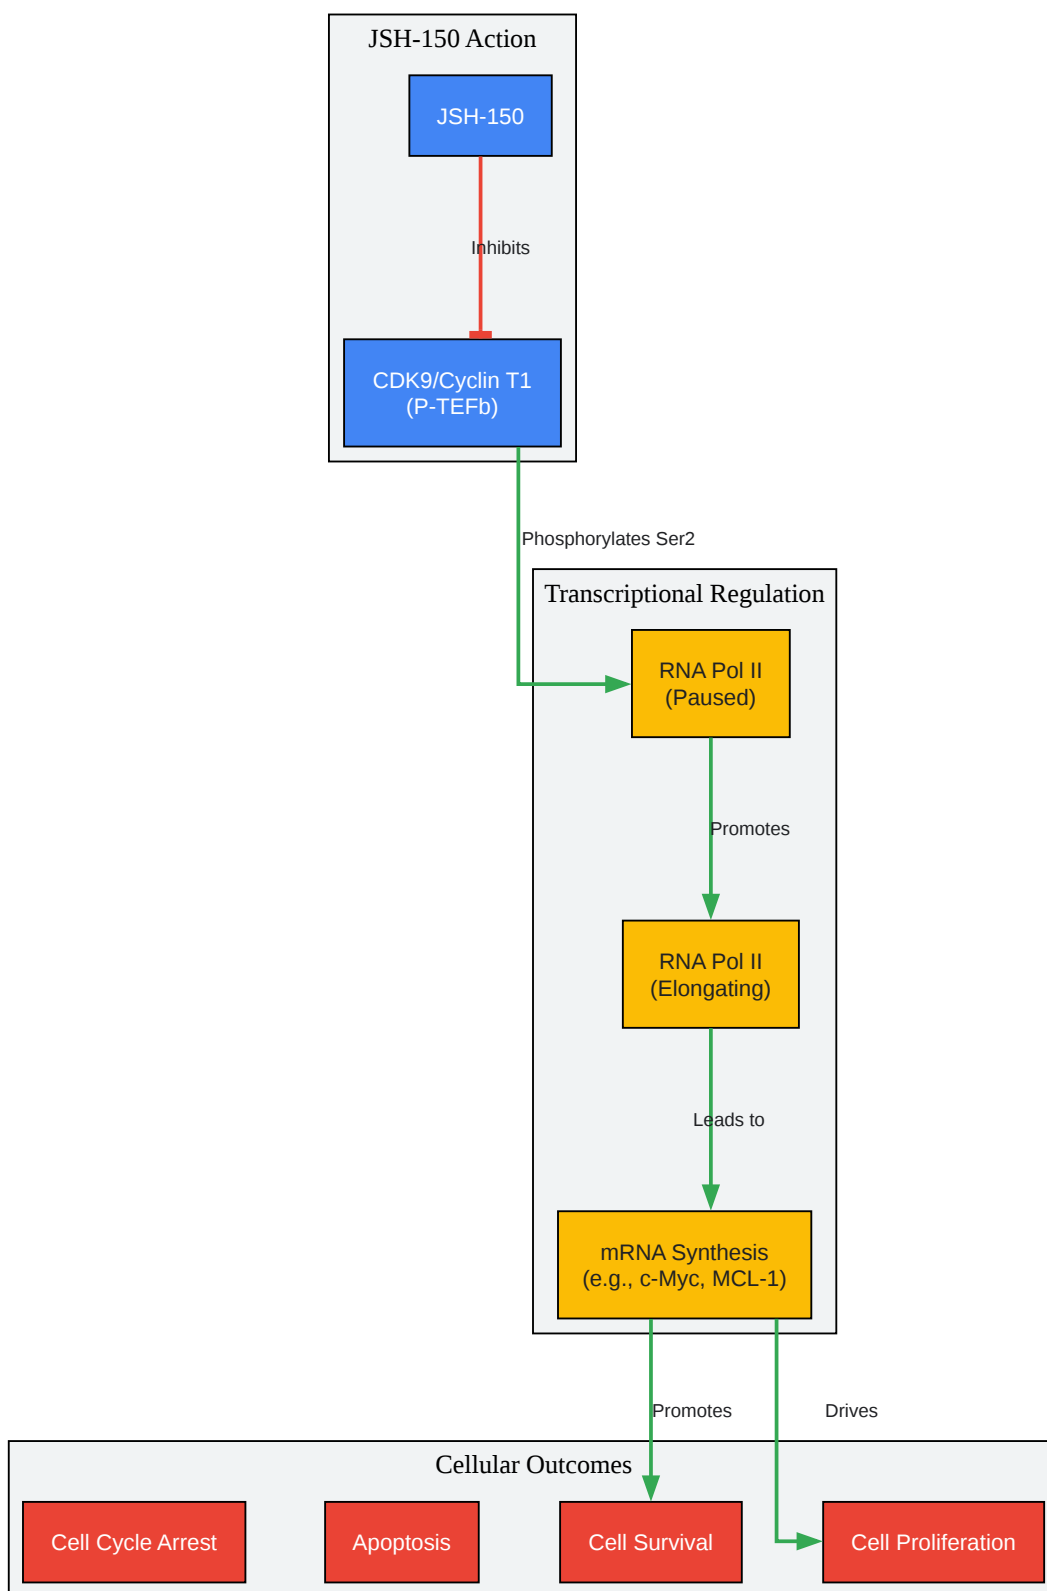 JSH-150 Action
JSH-150
Inhibits
CDK9/Cyclin T1
(P-TEFb)
Phosphorylates Ser2
Transcriptional Regulation
RNA Pol II
(Paused)
Promotes
RNA Pol II
(Elongating)
Leads to
mRNA Synthesis
(e.g., c-Myc, MCL-1)
Promotes
Drives
Cellular Outcomes
Cell Cycle Arrest
Apoptosis
Cell Survival
Cell Proliferation